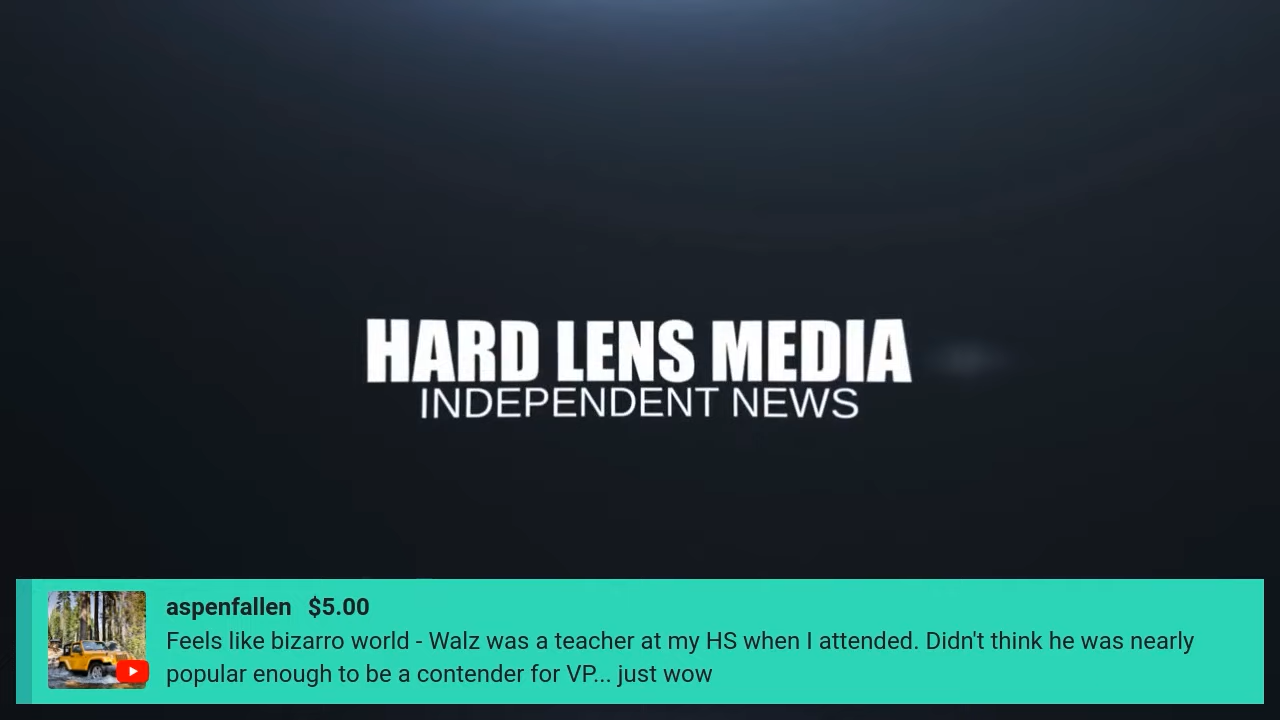 HARD LENS MEDIA
INDEPENDENT NEWS
aspenfallen $5.00
Feels like bizarro world - Walz was a teacher at my HS when I attended. Didn't think he was nearly
popular enough to be a contender for VP... just wow